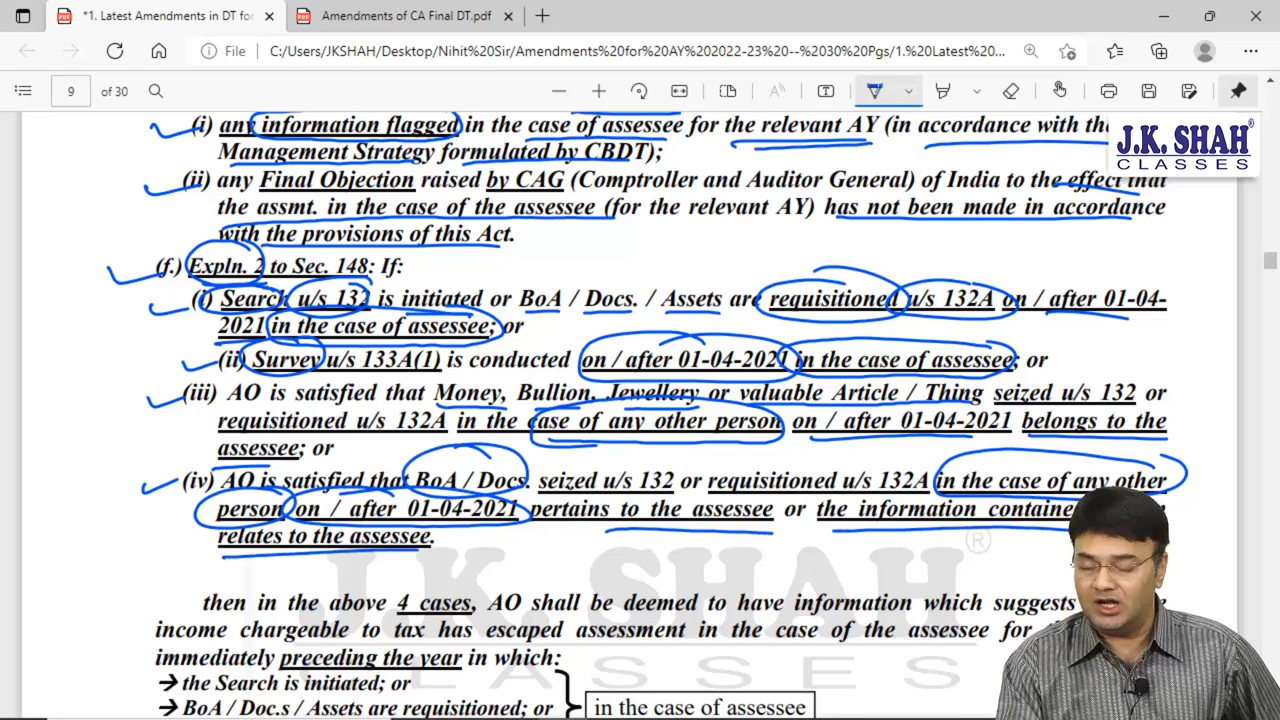 *1. Latest Amendments in DT for
Amendments of CA Final DT.pdf
File
C:/Users/JKSHAH/Desktop/Nihit%20Sir/Amendments%20for%20AY%202022-23%20--%2030%20Pgs/1.%20Latest%20...
9 of 30
(i) any information flagged in the case of assessee for the relevant AY (in accordance with the
Management Strategy formulated by CBDT);
J.K. SHAH®
CLASSES
(ii) any Final Objection raised by CAG (Comptroller and Auditor General) of India to the effect that
the assmt. in the case of the assessee (for the relevant AY) has not been made in accordance
with the provisions of this Act.
(f.) Expln. 2 to Sec. 148: If:
(i) Search u/s 132 is initiated or BoA / Docs. / Assets are requisitioned u/s 132A on / after 01-04-
2021 in the case of assessee; or
(ii) Survey u/s 133A(1) is conducted on / after 01-04-2021 in the case of assessee; or
(iii) AO is satisfied that Money, Bullion, Jewellery or valuable Article / Thing seized u/s 132 or
requisitioned u/s 132A in the case of any other person on / after 01-04-2021 belongs to the
assessee; or
(iv) AO is satisfied that BoA / Docs. seized u/s 132 or requisitioned u/s 132A in the case of any other
person on / after 01-04-2021 pertains to the assessee or the information
relates to the assessee.
J.K. SHAH®
CLASSES
then in the above 4 cases, AO shall be deemed to have information which suggests
income chargeable to tax has escaped assessment in the case of the assessee for
immediately preceding the year in which:
→ the Search is initiated; or
→ BoA / Doc.s / Assets are requisitioned; or
in the case of assessee